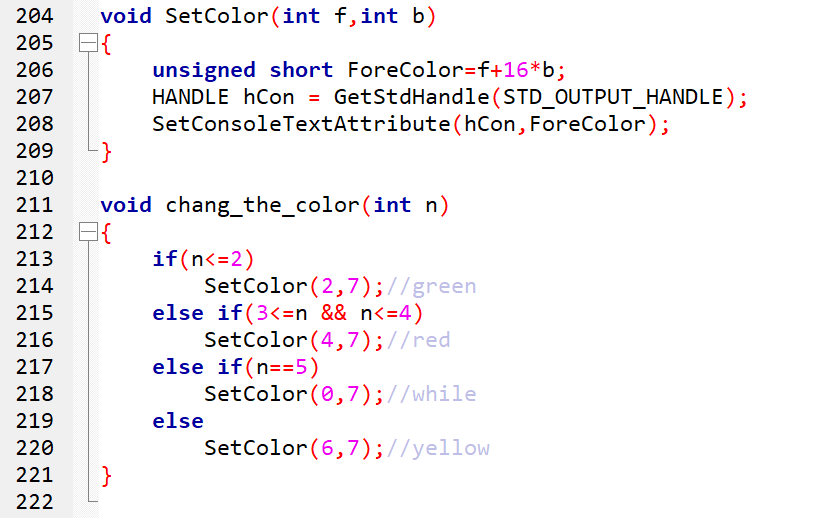 204 void SetColor(int f,int b)
205 {
206 unsigned short ForeColor=f+16*b;
207 HANDLE hCon = GetStdHandle(STD_OUTPUT_HANDLE);
208 SetConsoleTextAttribute(hCon,ForeColor);
209 }
210
211 void chang_the_color(int n)
212 {
213 if(n<=2)
214 SetColor(2,7);//green
215 else if(3<=n && n<=4)
216 SetColor(4,7);//red
217 else if(n==5)
218 SetColor(0,7);//while
219 else
220 SetColor(6,7);//yellow
221 }
222